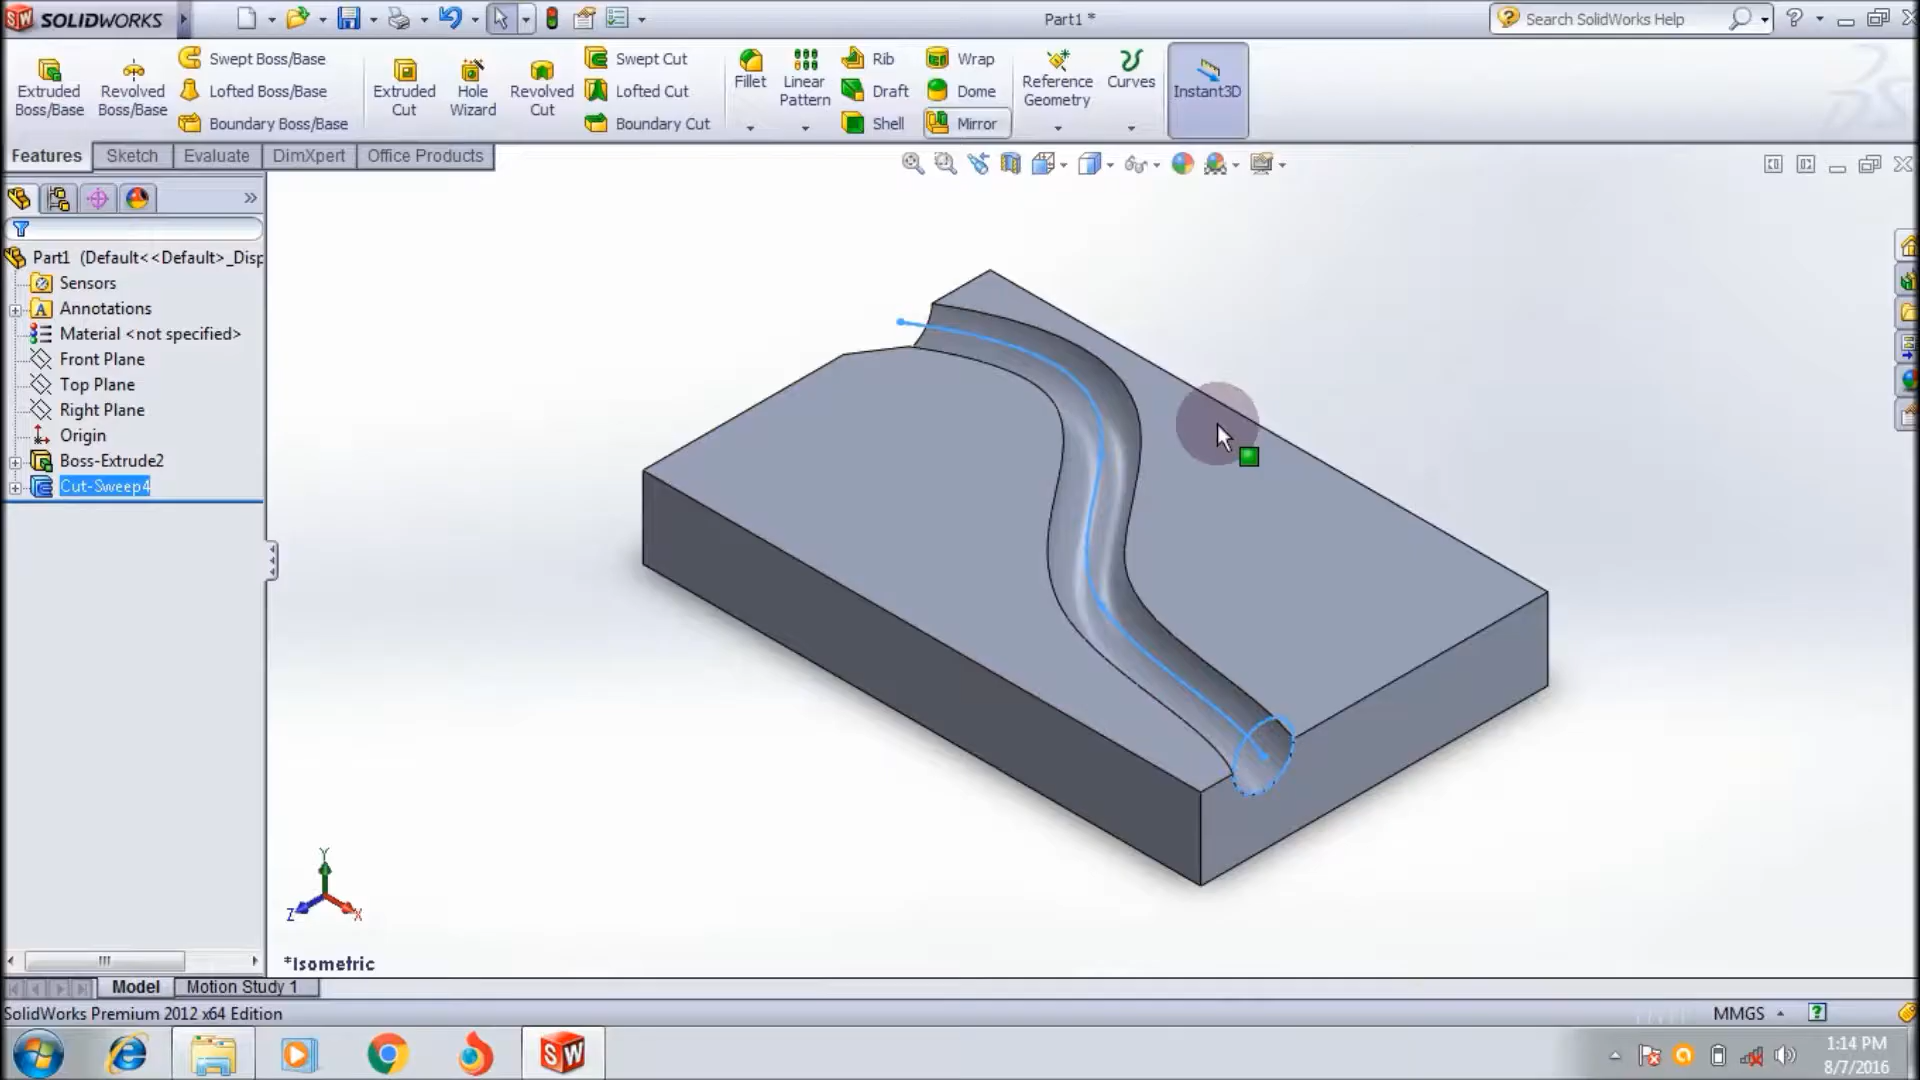 SW SOLIDWORKS Part1 * Search SolidWorks Help
Extruded Boss/Base
Revolved Boss/Base
Swept Boss/Base
Lofted Boss/Base
Boundary Boss/Base
Extruded Cut
Hole Wizard
Revolved Cut
Swept Cut
Lofted Cut
Boundary Cut
Fillet
Linear Pattern
Rib
Draft
Shell
Wrap
Dome
Mirror
Reference Geometry
Curves
Instant3D
Features Sketch Evaluate DimXpert Office Products
Part1 (Default<<Default>_Disp
Sensors
A Annotations
Material <not specified>
Front Plane
Top Plane
Right Plane
Origin
Boss-Extrude2
Cut-Sweep4
Y
Z X
*Isometric
Model Motion Study 1
SolidWorks Premium 2012 x64 Edition MMGS
SW 1:14 PM
8/7/2016